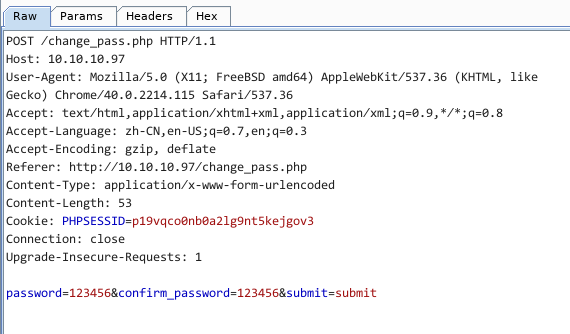 Raw Params Headers Hex
POST /change_pass.php HTTP/1.1
Host: 10.10.10.97
User-Agent: Mozilla/5.0 (X11; FreeBSD amd64) AppleWebKit/537.36 (KHTML, like
Gecko) Chrome/40.0.2214.115 Safari/537.36
Accept: text/html,application/xhtml+xml,application/xml;q=0.9,*/*;q=0.8
Accept-Language: zh-CN,en-US;q=0.7,en;q=0.3
Accept-Encoding: gzip, deflate
Referer: http://10.10.10.97/change_pass.php
Content-Type: application/x-www-form-urlencoded
Content-Length: 53
Cookie: PHPSESSID=p19vqco0nb0a2lg9nt5kejgov3
Connection: close
Upgrade-Insecure-Requests: 1
password=123456&confirm_password=123456&submit=submit